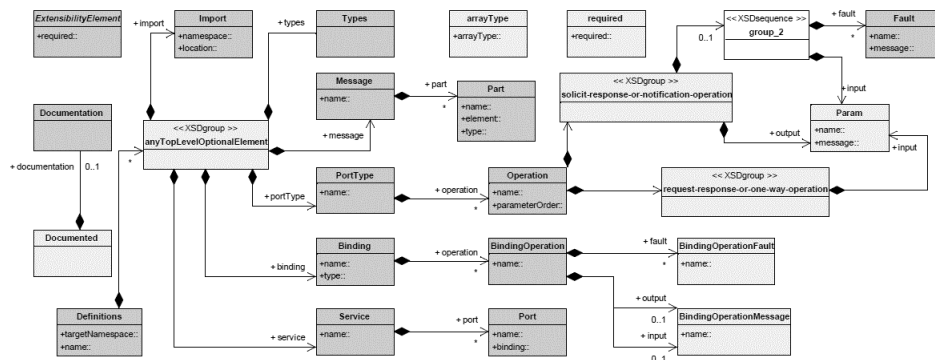 ExtensibilityElement
+required::
+ import
Import
+namespace::
+location::
+ types
Types
arrayType
+arrayType::
required
+required::
0..1
<<XSDsequence >>
group_2
+ fault
*
Fault
+name::
+message::
Documentation
+ documentation
0..1
Documented
<<XSDgroup >>
anyTopLevelOptionalElement
*
Message
+name::
+ message
+ part
*
Part
+name::
+element::
+type::
<< XSDgroup >>
solicit-response-or-notification-operation
+ output
+ input
Param
+name::
+message::
+ input
+ portType
PortType
+name::
+ operation
*
Operation
+name::
+parameterOrder::
<< XSDgroup >>
request-response-or-one-way-operation
+ binding
Binding
+name::
+type::
+ operation
*
BindingOperation
+name::
+ fault
*
BindingOperationFault
+name::
Definitions
+targetNamespace::
+name::
+ service
Service
+name::
+ port
*
Port
+name::
+binding::
+ output
0..1
+ input
0..1
BindingOperationMessage
+name::